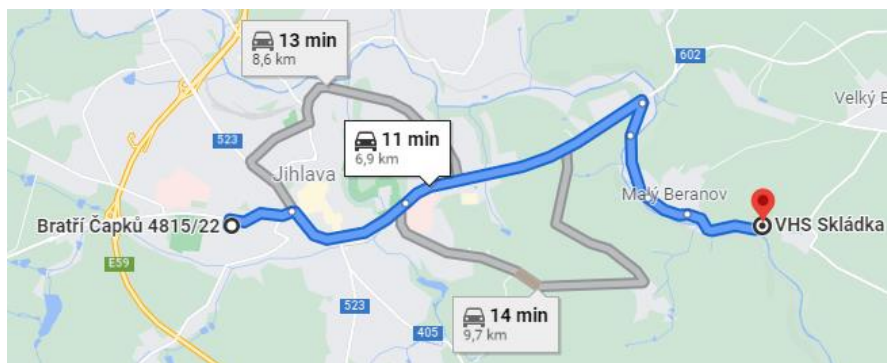 13 min
8,6 km
602
Velký B
523
11 min
6,9 km
Jihlava
Malý Beranov
Bratří Čapků 4815/22
VHS Skládka
E59
523
14 min
9,7 km
405